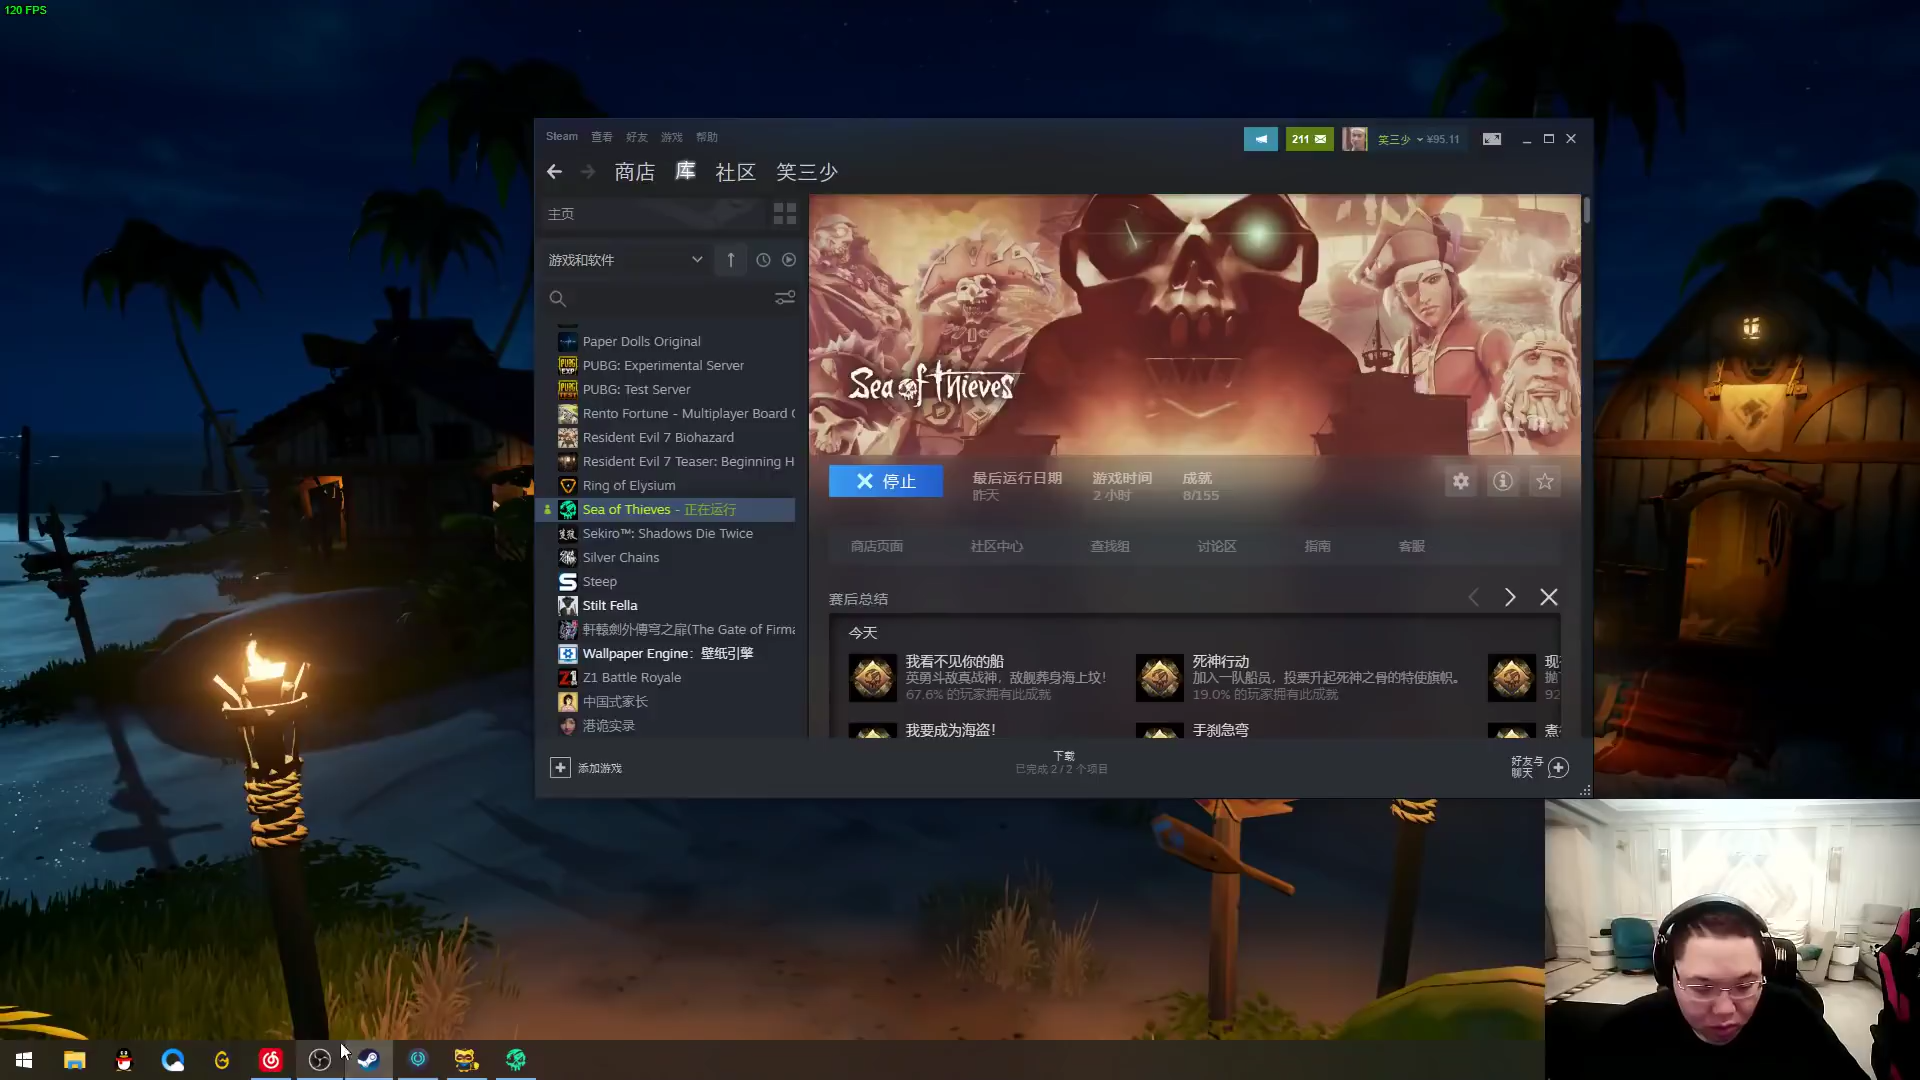 120 FPS
Steam 查看 好友 游戏 帮助
211
笑三少
¥95.11
商店 库 社区 笑三少
主页
游戏和软件
Paper Dolls Original
PUBG: Experimental Server
PUBG: Test Server
Rento Fortune - Multiplayer Board
Resident Evil 7 Biohazard
Resident Evil 7 Teaser: Beginning H
Ring of Elysium
Sea of Thieves - 正在运行
Sekiro™: Shadows Die Twice
Silver Chains
Steep
Stilt Fella
軒轅劍外傳穹之扉(The Gate of Firma
Wallpaper Engine：壁纸引擎
Z1 Battle Royale
中国式家长
港诡实录
添加游戏
Sea of Thieves
停止
最后运行日期
昨天
游戏时间
2 小时
成就
8/155
商店页面 社区中心 查找组 讨论区 指南 客服
赛后总结
今天
我看不见你的船
英勇斗敌真战神，敌舰葬身海上坟！
67.6% 的玩家拥有此成就
死神行动
加入一队船员，投票升起死神之骨的特使旗帜。
19.0% 的玩家拥有此成就
现
抛
92
我要成为海盗！
手刹急弯
煮
下载
已完成 2 / 2 个项目
好友与
聊天